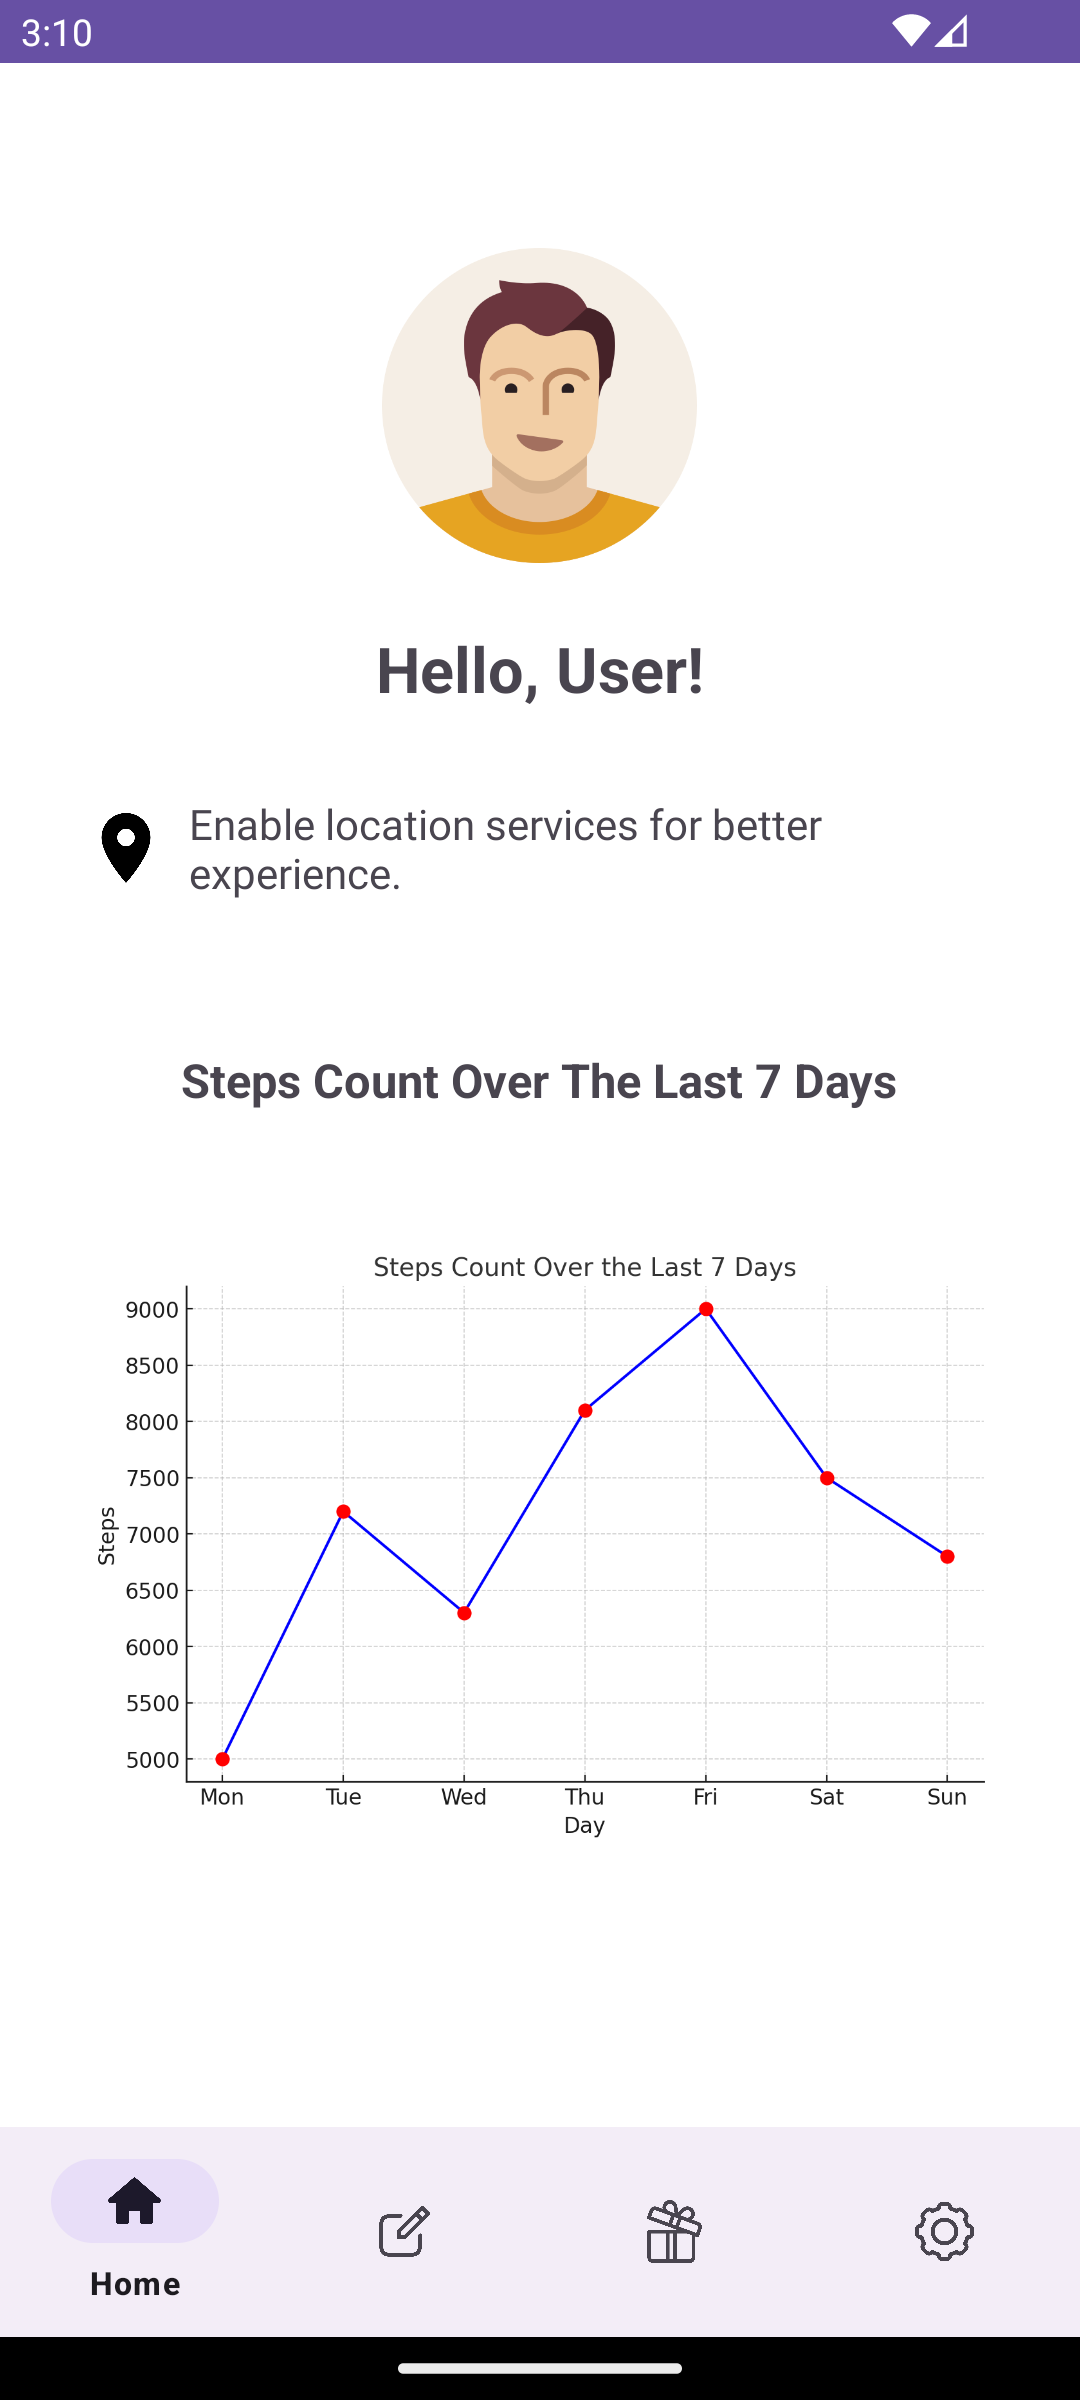 3:10
Hello, User!
Enable location services for better
experience.
Steps Count Over The Last 7 Days
Steps Count Over the Last 7 Days
9000
8500
8000
7500
7000
6500
6000
5500
5000
Steps
Mon Tue Wed Thu Fri Sat Sun
Day
Home